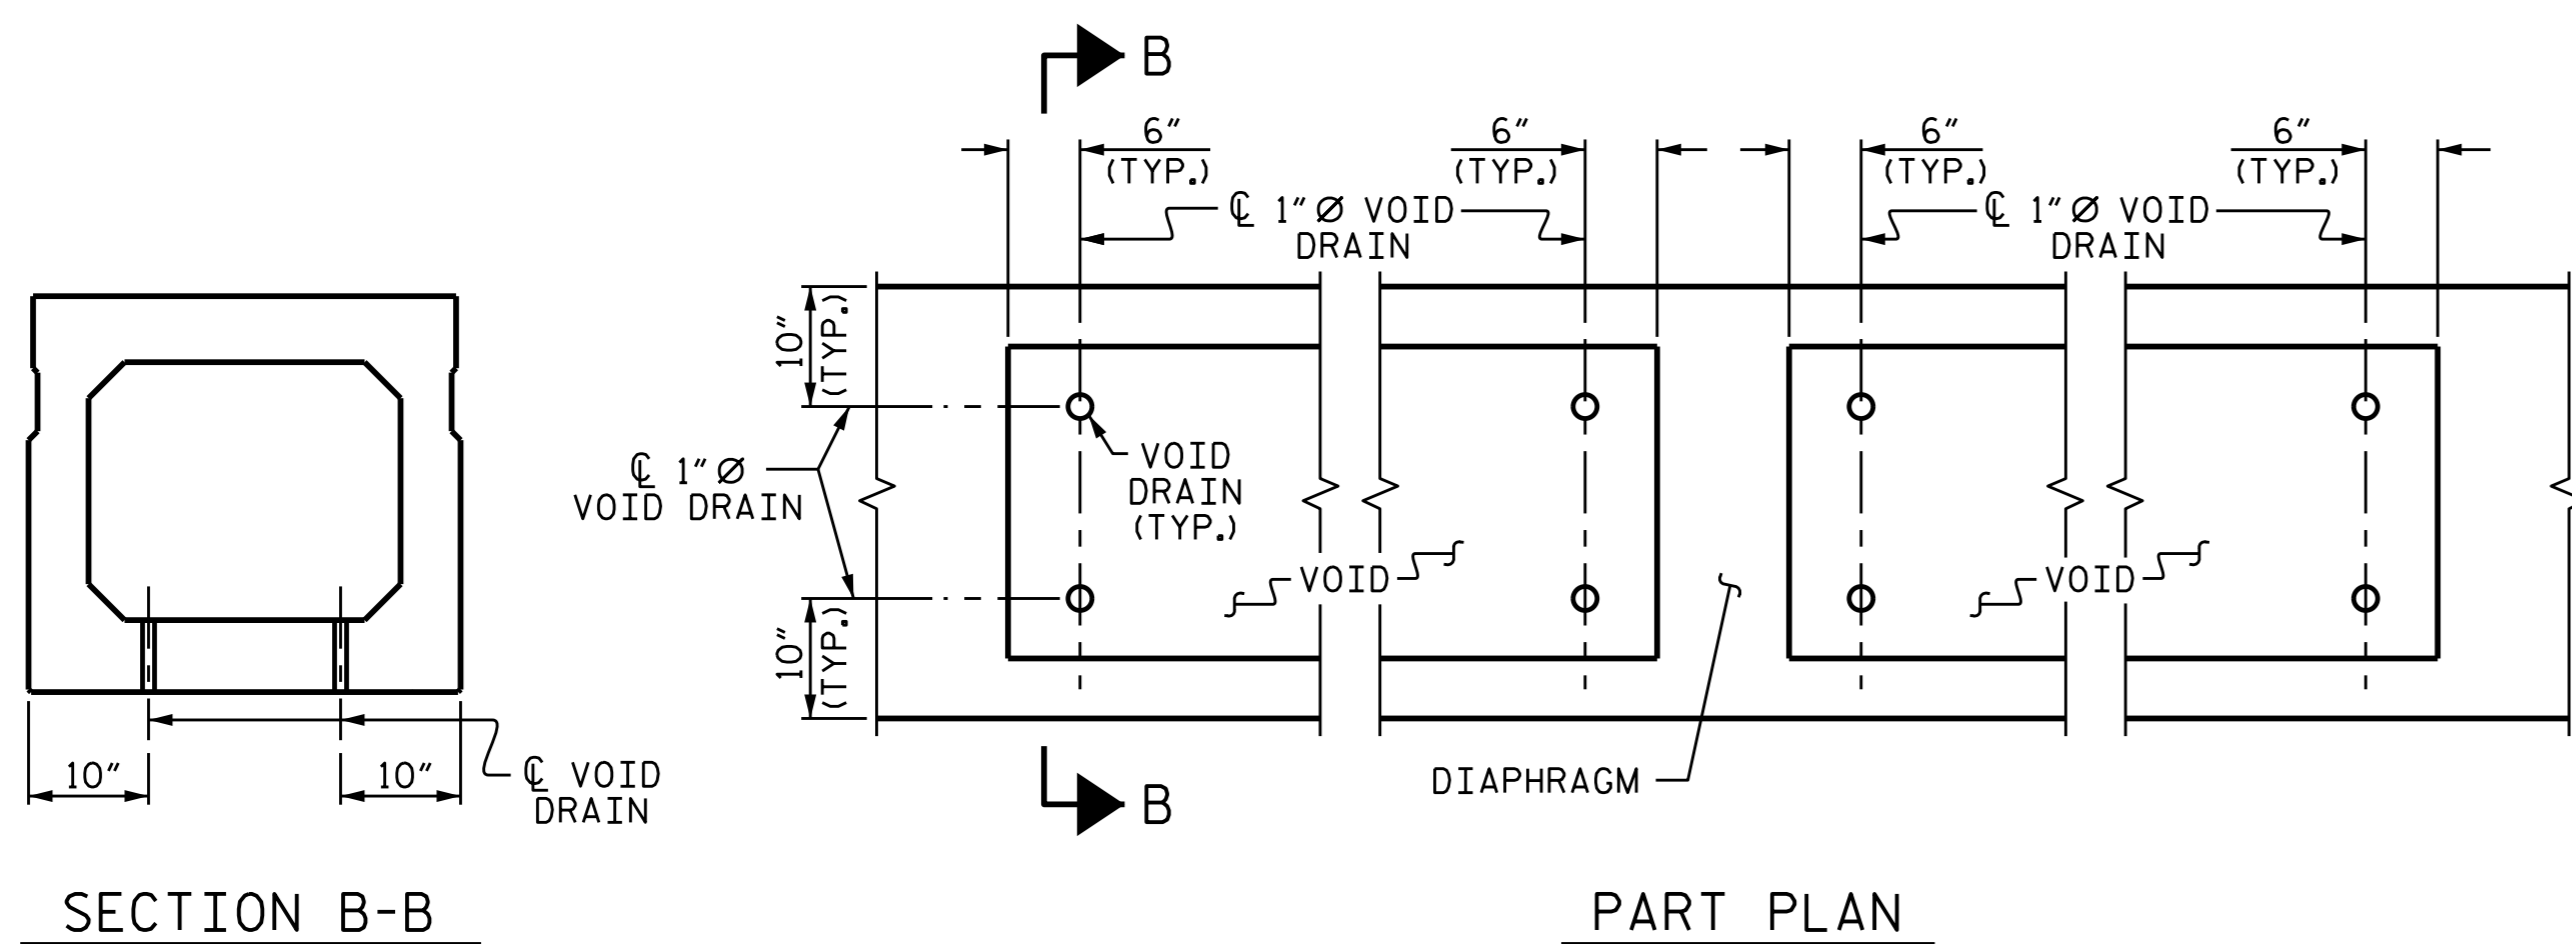 B
6" 6" 6" 6"
(TYP.) (TYP.) (TYP.) (TYP.)
℄ 1"Ø VOID
DRAIN
℄ 1"Ø VOID
DRAIN
10"
(TYP.)
℄ 1"Ø
VOID DRAIN
VOID
DRAIN
(TYP.)
VOID
VOID
10"
(TYP.)
DIAPHRAGM
B
10" 10"
℄ VOID
DRAIN
SECTION B-B
PART PLAN